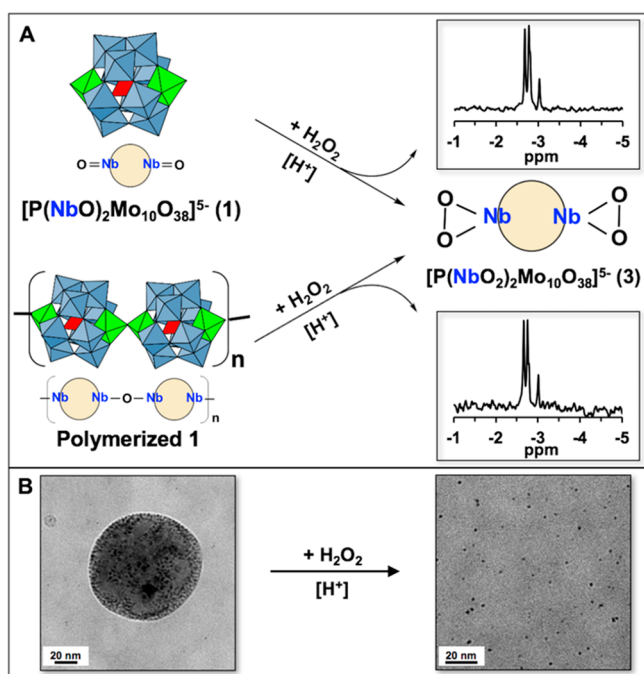 A
+ H₂O₂
[H⁺]
-1 -2 -3 -4 -5
ppm
O=Nb Nb=O
[P(NbO)₂Mo₁₀O₃₈]⁵⁻ (1)
O O
Nb Nb
O O
[P(NbO₂)₂Mo₁₀O₃₈]⁵⁻ (3)
+ H₂O₂
[H⁺]
n
Nb Nb-O-Nb Nb
n
Polymerized 1
-1 -2 -3 -4 -5
ppm
B
+ H₂O₂
[H⁺]
20 nm
20 nm